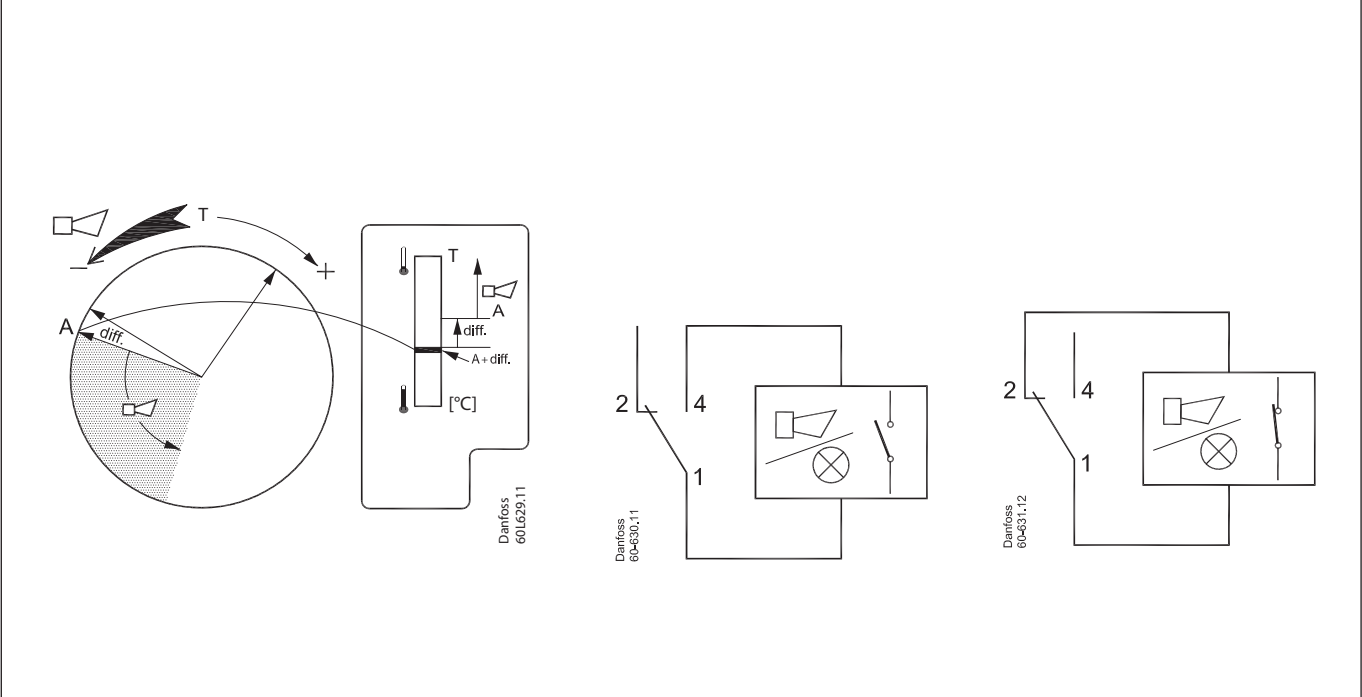 T
−
+
A
diff.
T
A
diff.
A + diff.
[°C]
Danfoss
60L629.11
2
4
1
Danfoss
60-630.11
2
4
1
Danfoss
60-631.12